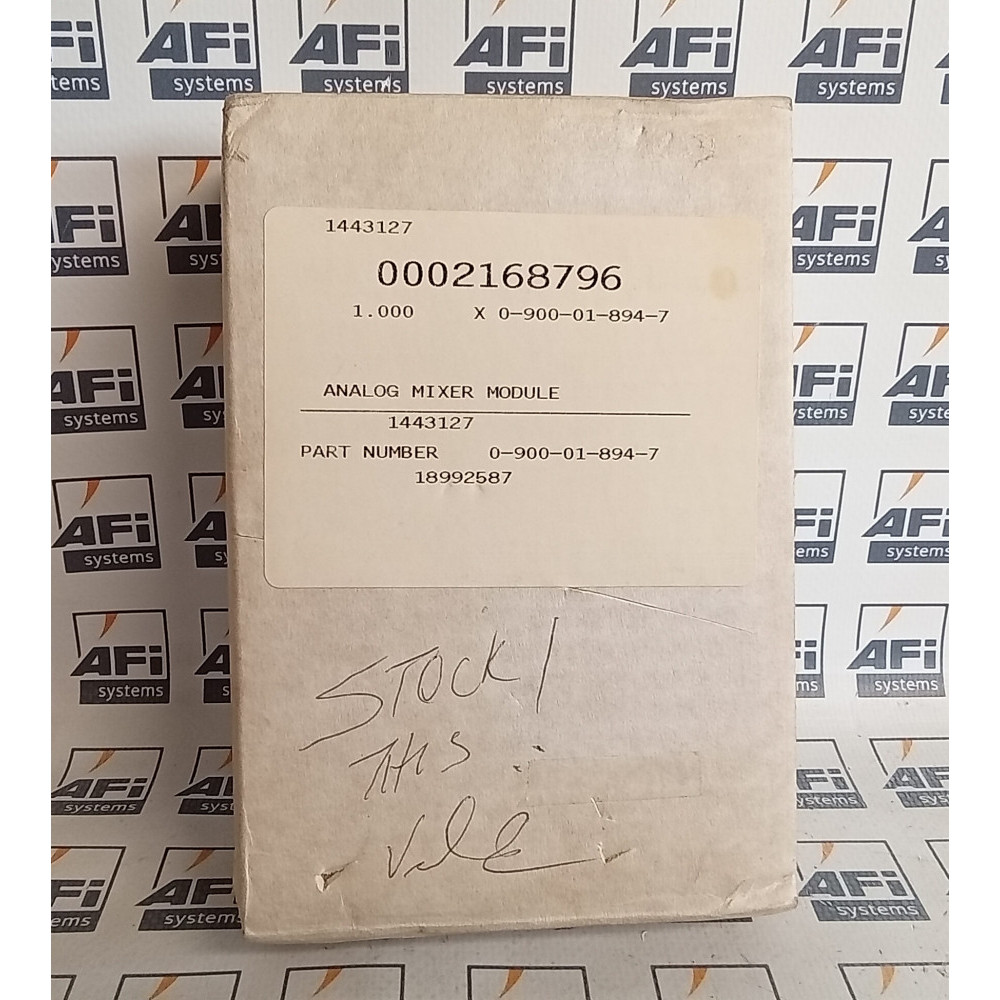 1443127
0002168796
1.000 X 0-900-01-894-7
ANALOG MIXER MODULE
1443127
PART NUMBER 0-900-01-894-7
18992587
STOCK!
THIS
AFi systems